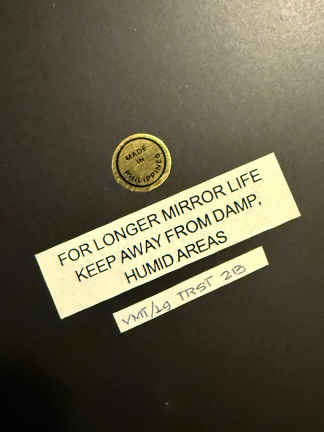 MADE
IN
PHILIPPINES
FOR LONGER MIRROR LIFE
KEEP AWAY FROM DAMP,
HUMID AREAS
VMT/19 TRST 2B